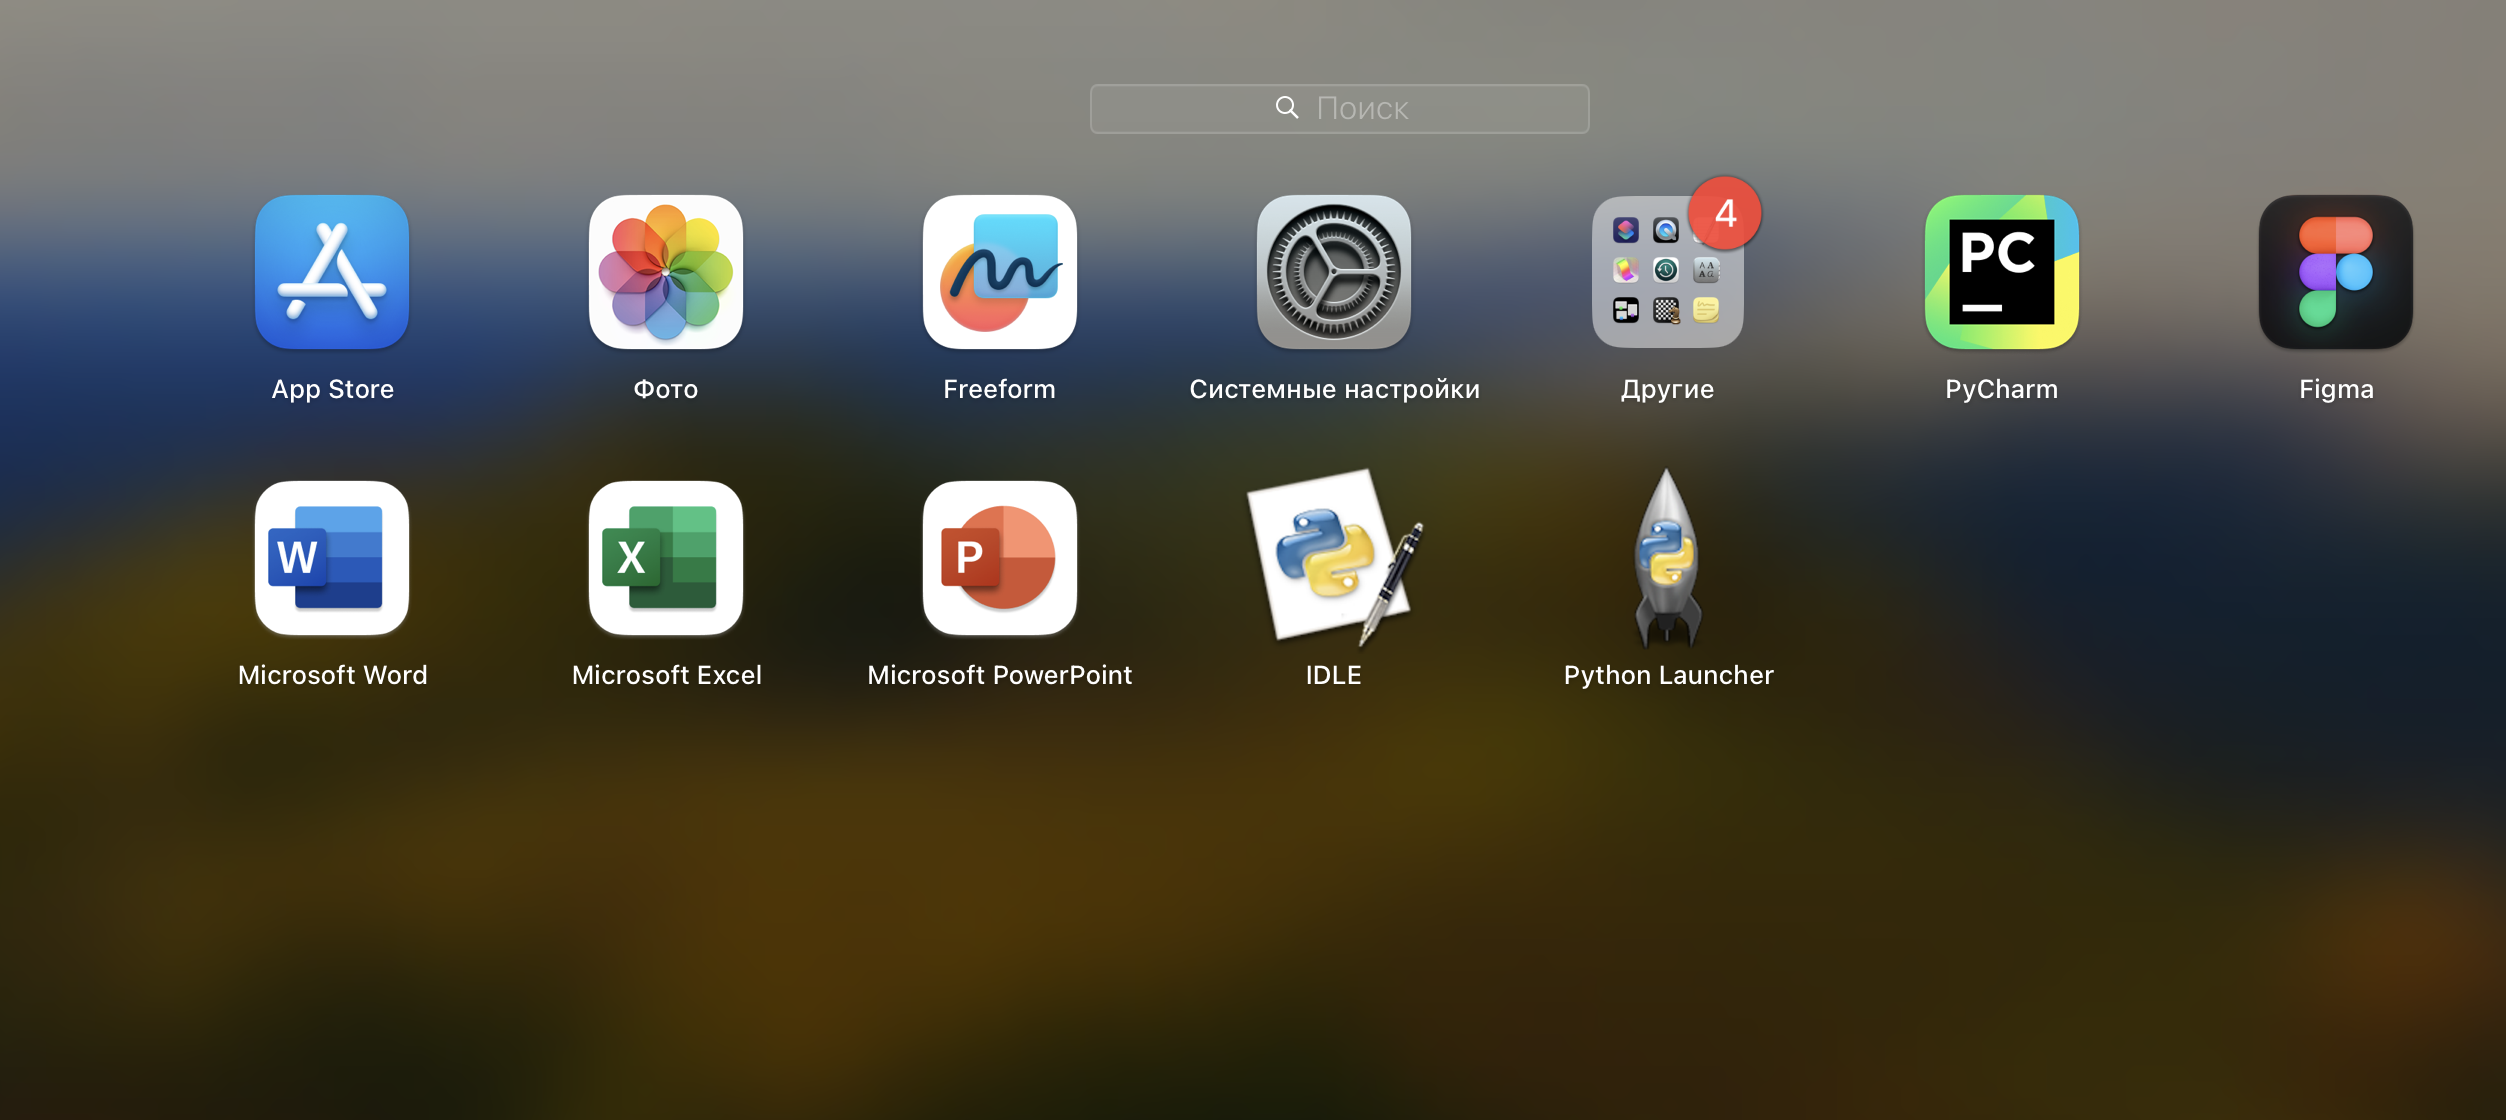 Поиск
4
PC
App Store
Фото
Freeform
Системные настройки
Другие
PyCharm
Figma
W
X
P
Microsoft Word
Microsoft Excel
Microsoft PowerPoint
IDLE
Python Launcher